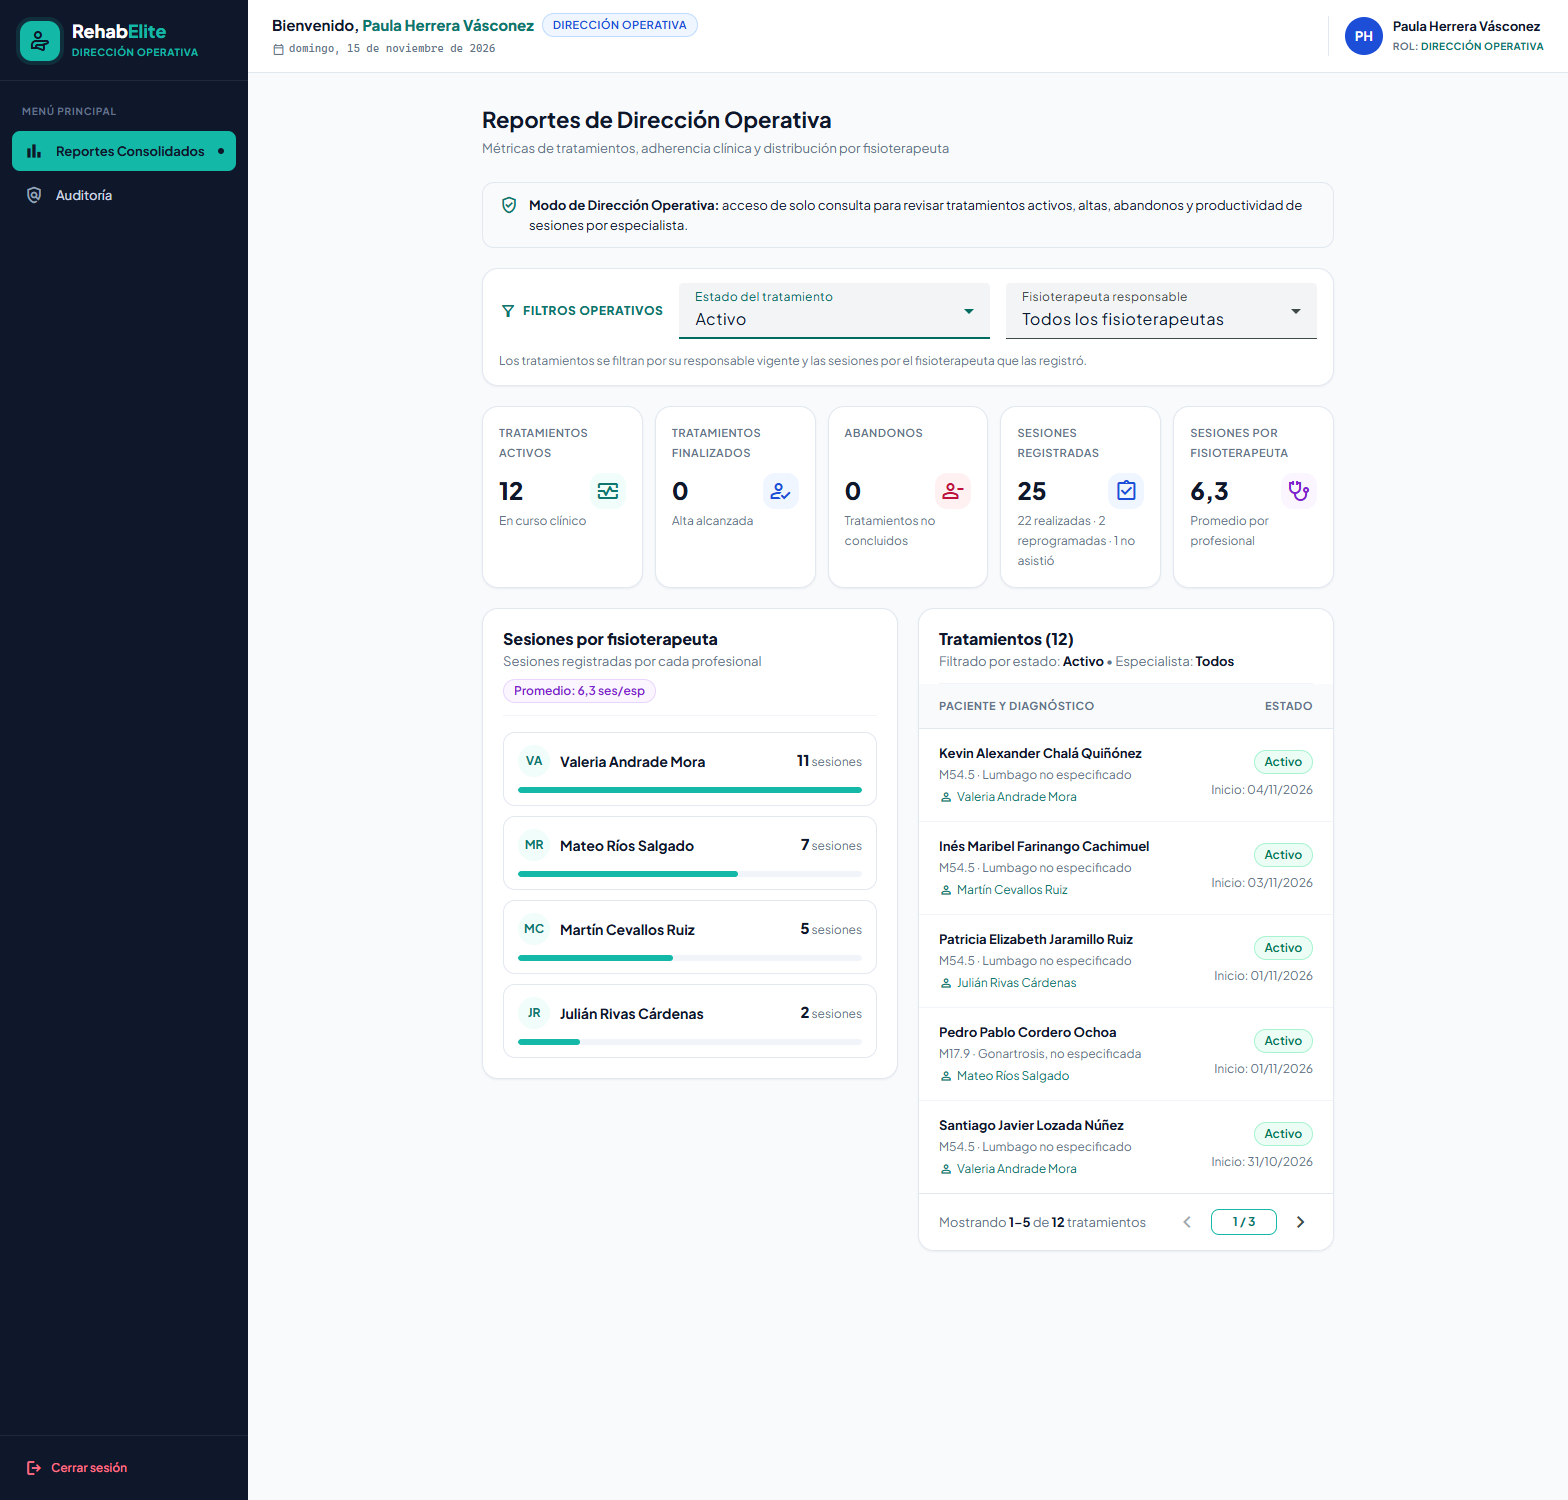 RehabElite
DIRECCIÓN OPERATIVA
MENÚ PRINCIPAL
Reportes Consolidados
Auditoría
Cerrar sesión
Bienvenido, Paula Herrera Vásconez DIRECCIÓN OPERATIVA
domingo, 15 de noviembre de 2026
PH
Paula Herrera Vásconez
ROL: DIRECCIÓN OPERATIVA
Reportes de Dirección Operativa
Métricas de tratamientos, adherencia clínica y distribución por fisioterapeuta
Modo de Dirección Operativa: acceso de solo consulta para revisar tratamientos activos, altas, abandonos y productividad de
sesiones por especialista.
FILTROS OPERATIVOS
Estado del tratamiento
Activo
Fisioterapeuta responsable
Todos los fisioterapeutas
Los tratamientos se filtran por su responsable vigente y las sesiones por el fisioterapeuta que las registró.
TRATAMIENTOS
ACTIVOS
12
En curso clínico
TRATAMIENTOS
FINALIZADOS
0
Alta alcanzada
ABANDONOS
0
Tratamientos no
concluidos
SESIONES
REGISTRADAS
25
22 realizadas · 2
reprogramadas · 1 no
asistió
SESIONES POR
FISIOTERAPEUTA
6,3
Promedio por
profesional
Sesiones por fisioterapeuta
Sesiones registradas por cada profesional
Promedio: 6,3 ses/esp
VA Valeria Andrade Mora 11 sesiones
MR Mateo Ríos Salgado 7 sesiones
MC Martín Cevallos Ruiz 5 sesiones
JR Julián Rivas Cárdenas 2 sesiones
Tratamientos (12)
Filtrado por estado: Activo • Especialista: Todos
PACIENTE Y DIAGNÓSTICO ESTADO
Kevin Alexander Chalá Quiñónez
M54.5 · Lumbago no especificado
Valeria Andrade Mora
Activo
Inicio: 04/11/2026
Inés Maribel Farinango Cachimuel
M54.5 · Lumbago no especificado
Martín Cevallos Ruiz
Activo
Inicio: 03/11/2026
Patricia Elizabeth Jaramillo Ruiz
M54.5 · Lumbago no especificado
Julián Rivas Cárdenas
Activo
Inicio: 01/11/2026
Pedro Pablo Cordero Ochoa
M17.9 · Gonartrosis, no especificada
Mateo Ríos Salgado
Activo
Inicio: 01/11/2026
Santiago Javier Lozada Núñez
M54.5 · Lumbago no especificado
Valeria Andrade Mora
Activo
Inicio: 31/10/2026
Mostrando 1–5 de 12 tratamientos
1 / 3